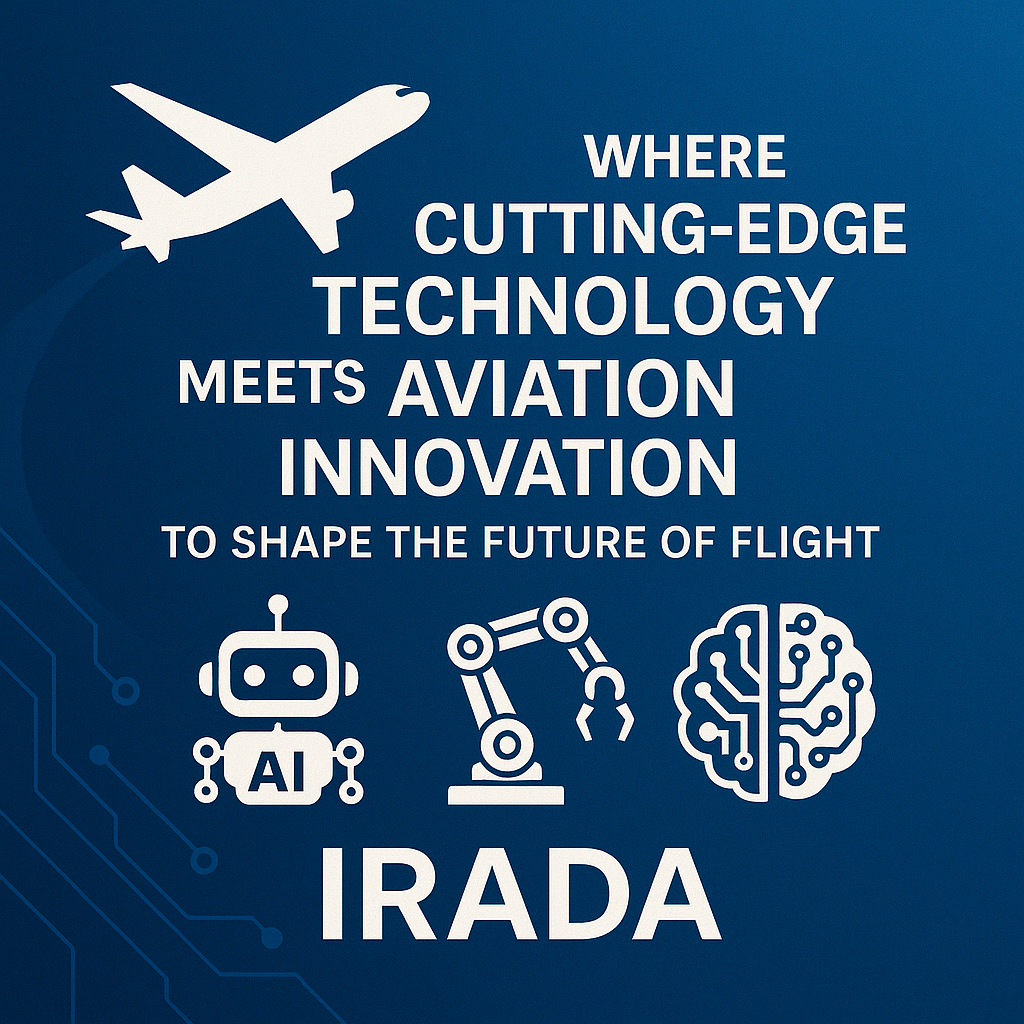 WHERE
CUTTING-EDGE
TECHNOLOGY
MEETS AVIATION
INNOVATION
TO SHAPE THE FUTURE OF FLIGHT
AI
IRADA